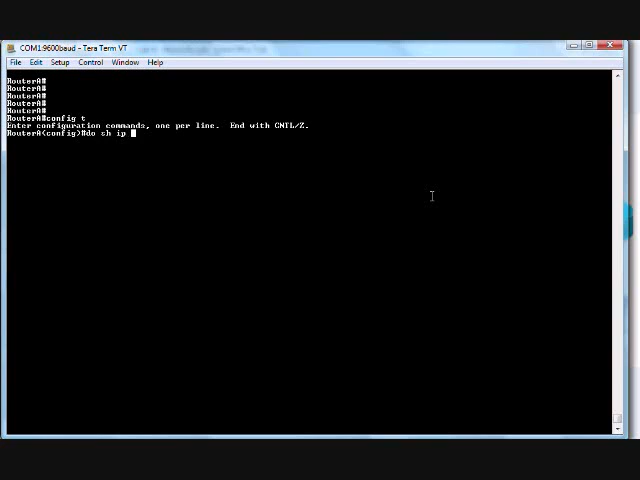 COM1:9600baud - Tera Term VT
File Edit Setup Control Window Help
RouterA#
RouterA#
RouterA#
RouterA#
RouterA#
RouterA#config t
Enter configuration commands, one per line.  End with CNTL/Z.
RouterA(config)#do sh ip